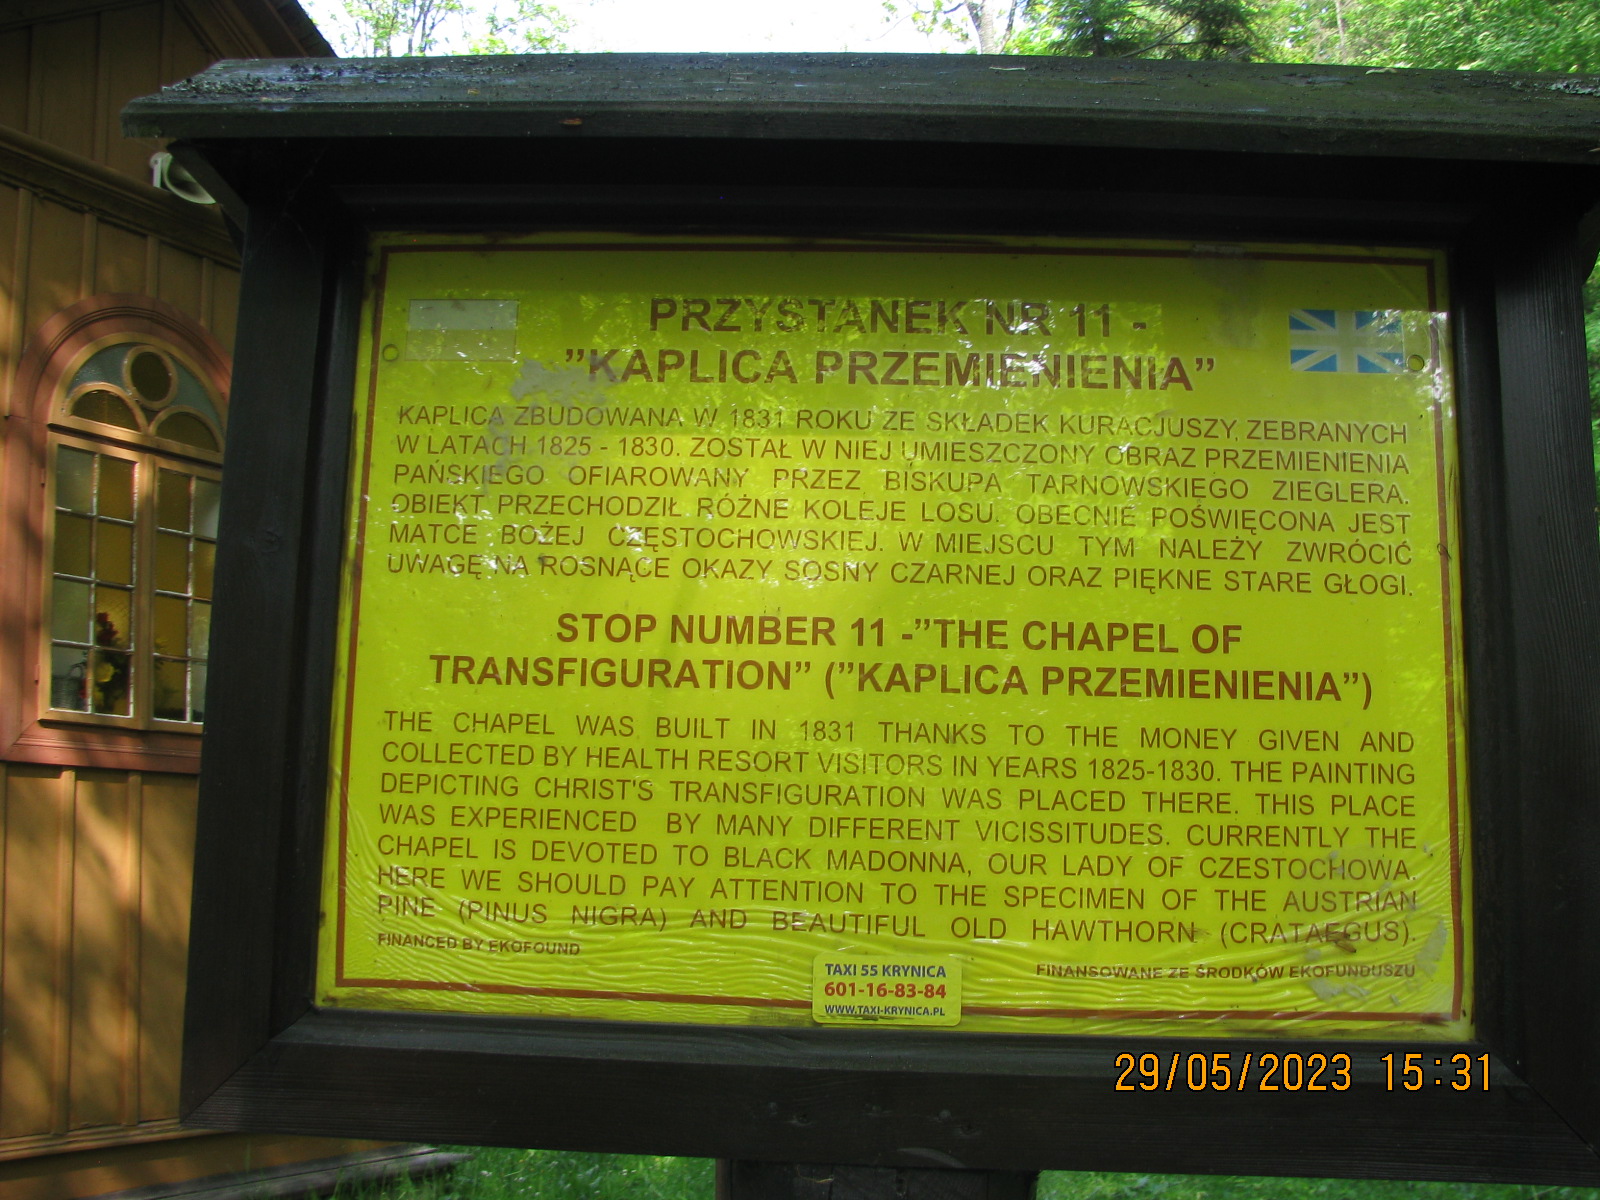 PRZYSTANEK NR 11 -
"KAPLICA PRZEMIENIENIA"
KAPLICA ZBUDOWANA W 1831 ROKU ZE SKŁADEK KURACJUSZY, ZEBRANYCH
W LATACH 1825 - 1830. ZOSTAŁ W NIEJ UMIESZCZONY OBRAZ PRZEMIENIENIA
PAŃSKIEGO OFIAROWANY PRZEZ BISKUPA TARNOWSKIEGO ZIEGLERA.
OBIEKT PRZECHODZIŁ RÓŻNE KOLEJE LOSU. OBECNIE POŚWIĘCONA JEST
MATCE BOŻEJ CZĘSTOCHOWSKIEJ. W MIEJSCU TYM NALEŻY ZWRÓCIĆ
UWAGĘ NA ROSNĄCE OKAZY SOSNY CZARNEJ ORAZ PIĘKNE STARE GŁOGI.
STOP NUMBER 11 -"THE CHAPEL OF
TRANSFIGURATION" ("KAPLICA PRZEMIENIENIA")
THE CHAPEL WAS BUILT IN 1831 THANKS TO THE MONEY GIVEN AND
COLLECTED BY HEALTH RESORT VISITORS IN YEARS 1825-1830. THE PAINTING
DEPICTING CHRIST'S TRANSFIGURATION WAS PLACED THERE. THIS PLACE
WAS EXPERIENCED BY MANY DIFFERENT VICISSITUDES. CURRENTLY THE
CHAPEL IS DEVOTED TO BLACK MADONNA, OUR LADY OF CZESTOCHOWA.
HERE WE SHOULD PAY ATTENTION TO THE SPECIMEN OF THE AUSTRIAN
PINE (PINUS NIGRA) AND BEAUTIFUL OLD HAWTHORN (CRATAEGUS).
FINANCED BY EKOFOUND
FINANSOWANE ZE ŚRODKÓW EKOFUNDUSZU
TAXI 55 KRYNICA
601-16-83-84
WWW.TAXI-KRYNICA.PL
29/05/2023 15:31